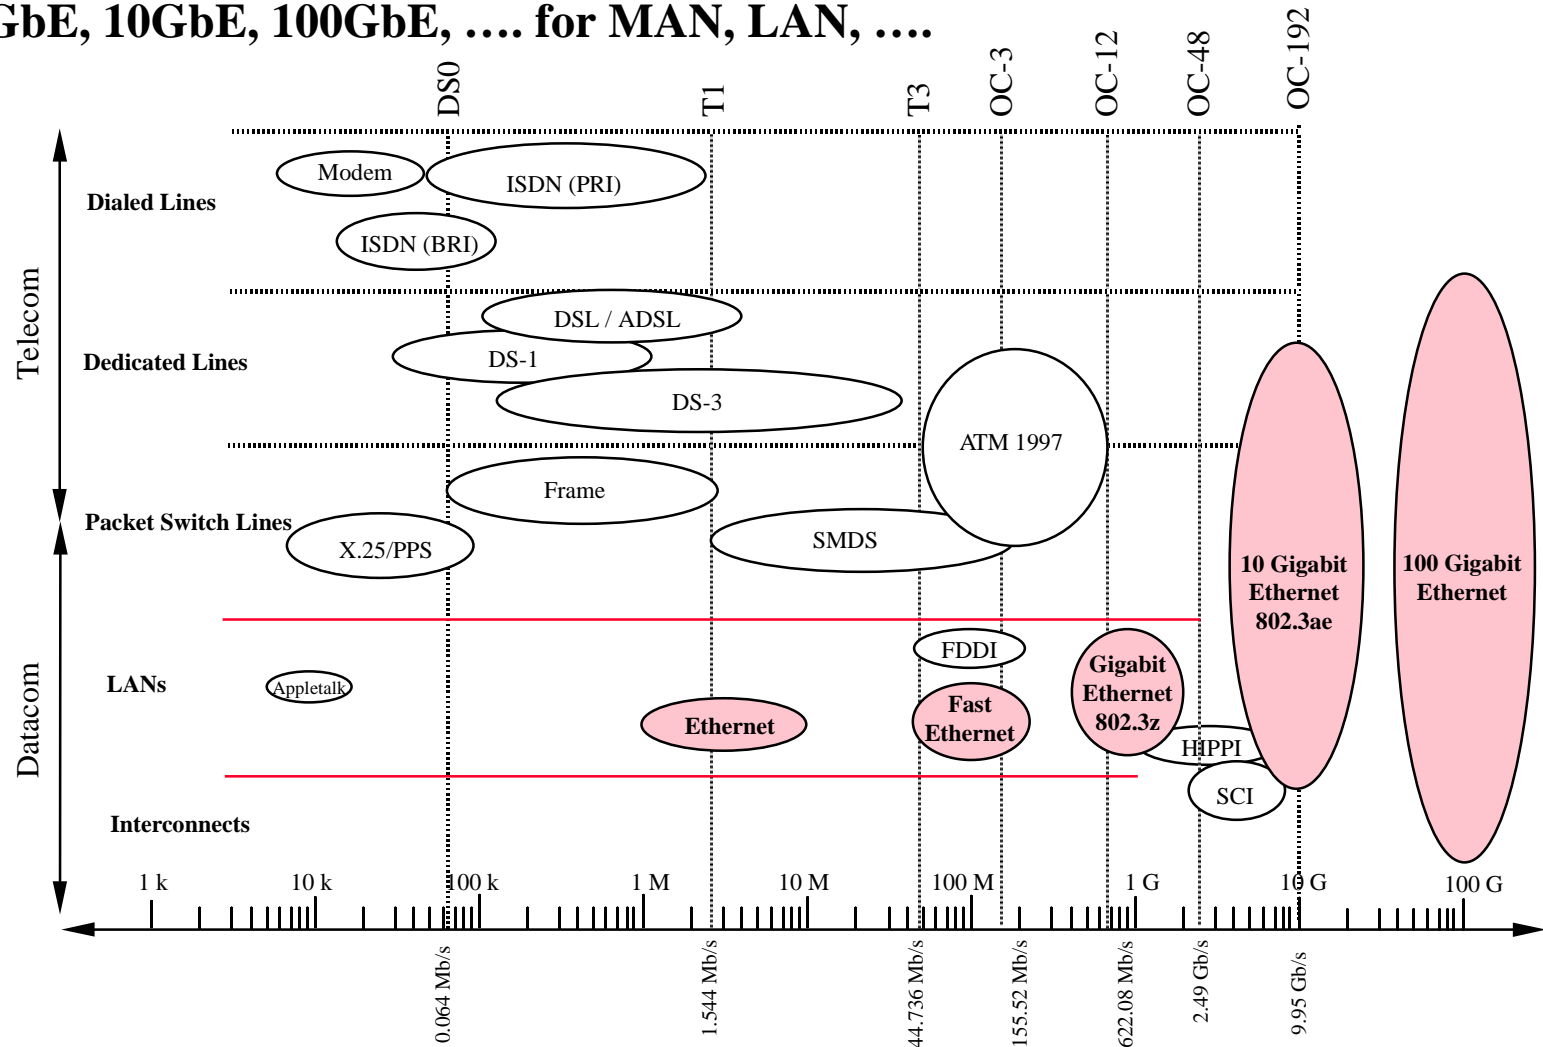 GbE, 10GbE, 100GbE, …. for MAN, LAN, ….
DS0
T1
T3
OC-3
OC-12
OC-48
OC-192
Telecom
Datacom
Dialed Lines
Modem
ISDN (PRI)
ISDN (BRI)
Dedicated Lines
DSL / ADSL
DS-1
DS-3
ATM 1997
Packet Switch Lines
Frame
X.25/PPS
SMDS
10 Gigabit
Ethernet
802.3ae
100 Gigabit
Ethernet
LANs
Appletalk
Ethernet
FDDI
Fast
Ethernet
Gigabit
Ethernet
802.3z
HIPPI
SCI
Interconnects
1 k
10 k
100 k
1 M
10 M
100 M
1 G
10 G
100 G
0.064 Mb/s
1.544 Mb/s
44.736 Mb/s
155.52 Mb/s
622.08 Mb/s
2.49 Gb/s
9.95 Gb/s